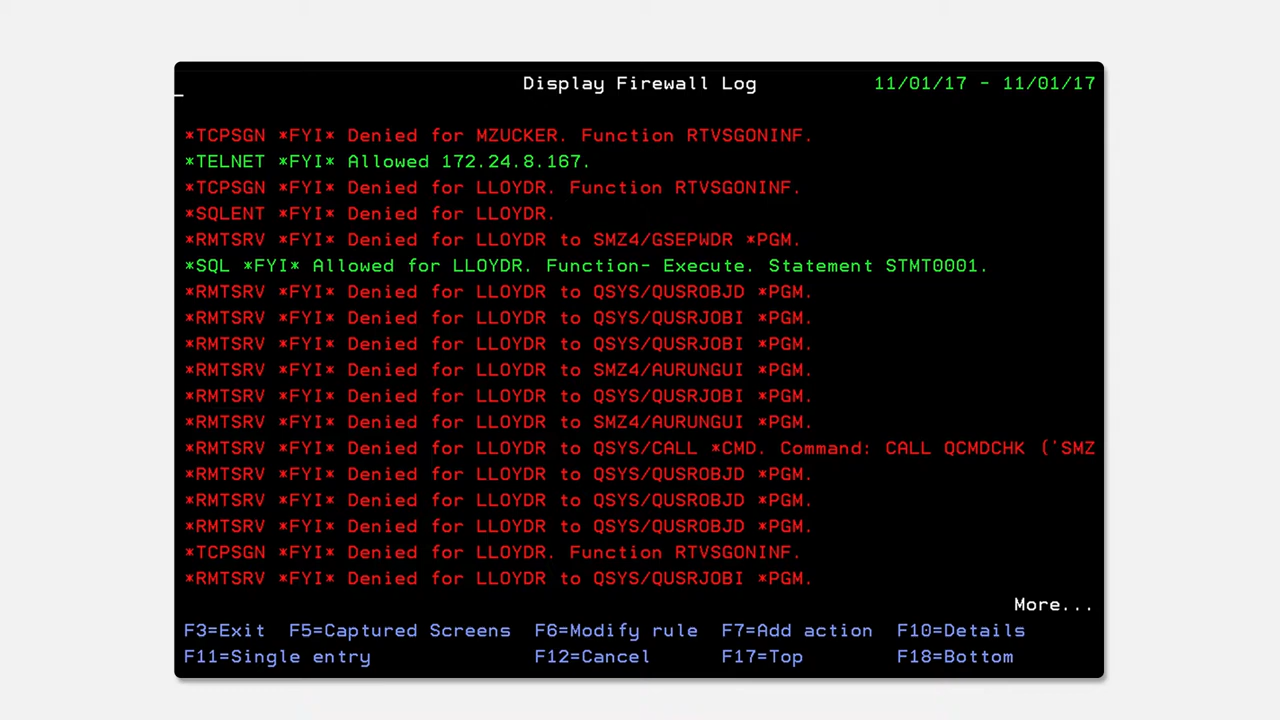 Display Firewall Log 11/01/17 - 11/01/17
*TCPSGN *FYI* Denied for MZUCKER. Function RTVSGONINF.
*TELNET *FYI* Allowed 172.24.8.167.
*TCPSGN *FYI* Denied for LLOYDR. Function RTVSGONINF.
*SQLENT *FYI* Denied for LLOYDR.
*RMTSRV *FYI* Denied for LLOYDR to SMZ4/GSEPWDR *PGM.
*SQL *FYI* Allowed for LLOYDR. Function- Execute. Statement STMT0001.
*RMTSRV *FYI* Denied for LLOYDR to QSYS/QUSROBJD *PGM.
*RMTSRV *FYI* Denied for LLOYDR to QSYS/QUSRJOBI *PGM.
*RMTSRV *FYI* Denied for LLOYDR to QSYS/QUSRJOBI *PGM.
*RMTSRV *FYI* Denied for LLOYDR to SMZ4/AURUNGUI *PGM.
*RMTSRV *FYI* Denied for LLOYDR to QSYS/QUSRJOBI *PGM.
*RMTSRV *FYI* Denied for LLOYDR to SMZ4/AURUNGUI *PGM.
*RMTSRV *FYI* Denied for LLOYDR to QSYS/CALL *CMD. Command: CALL QCMDCHK (`SMZ
*RMTSRV *FYI* Denied for LLOYDR to QSYS/QUSROBJD *PGM.
*RMTSRV *FYI* Denied for LLOYDR to QSYS/QUSROBJD *PGM.
*RMTSRV *FYI* Denied for LLOYDR to QSYS/QUSROBJD *PGM.
*TCPSGN *FYI* Denied for LLOYDR. Function RTVSGONINF.
*RMTSRV *FYI* Denied for LLOYDR to QSYS/QUSRJOBI *PGM.
More...
F3=Exit F5=Captured Screens F6=Modify rule F7=Add action F10=Details
F11=Single entry F12=Cancel F17=Top F18=Bottom